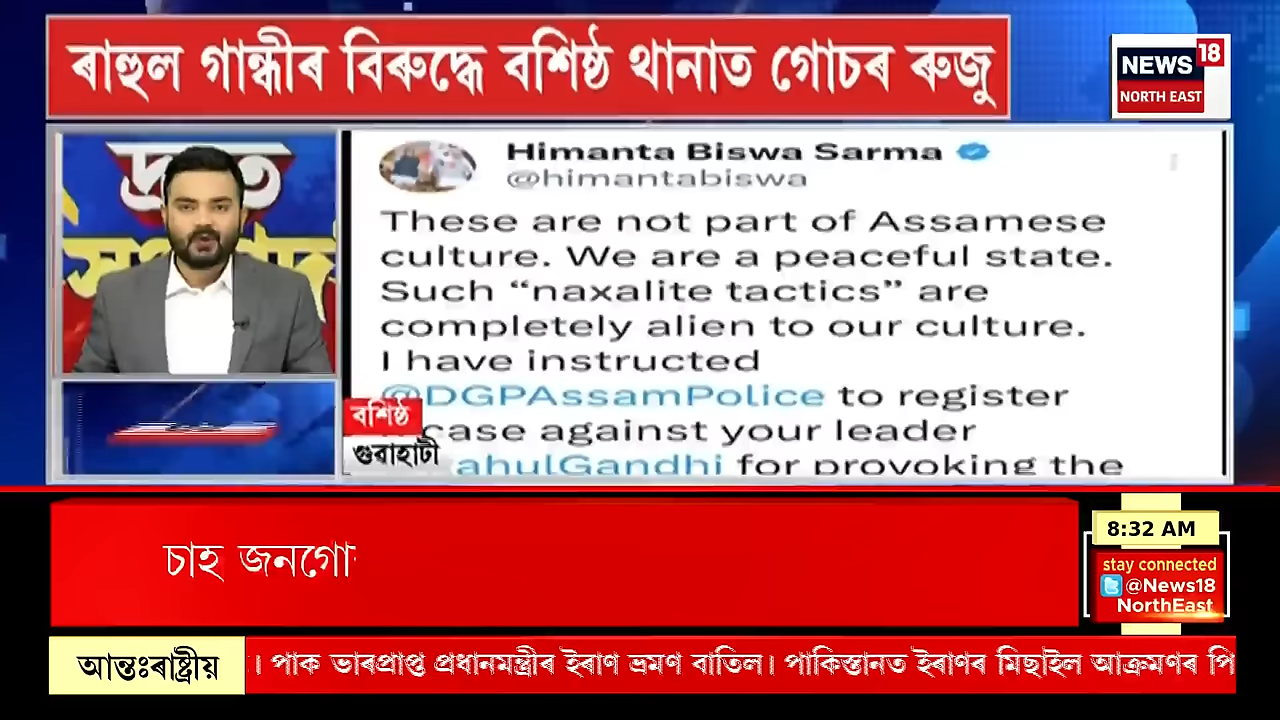 ৰাহুল গান্ধীৰ বিৰুদ্ধে বশিষ্ঠ থানাত গোচৰ ৰুজু
NEWS 18
NORTH EAST
দ্ৰুত
Himanta Biswa Sarma
@himantabiswa
These are not part of Assamese
culture. We are a peaceful state.
Such “naxalite tactics” are
completely alien to our culture.
I have instructed
@DGPAssamPolice to register
case against your leader
ahulGandhi for provoking the
বশিষ্ঠ
গুৱাহাটী
চাহ জনগো
8:32 AM
stay connected
@News18
NorthEast
আন্তঃৰাষ্ট্ৰীয়
। পাক ভাৰপ্ৰাপ্ত প্ৰধানমন্ত্ৰীৰ ইৰাণ ভ্ৰমণ বাতিল। পাকিস্তানত ইৰাণৰ মিছাইল আক্ৰমণৰ পি